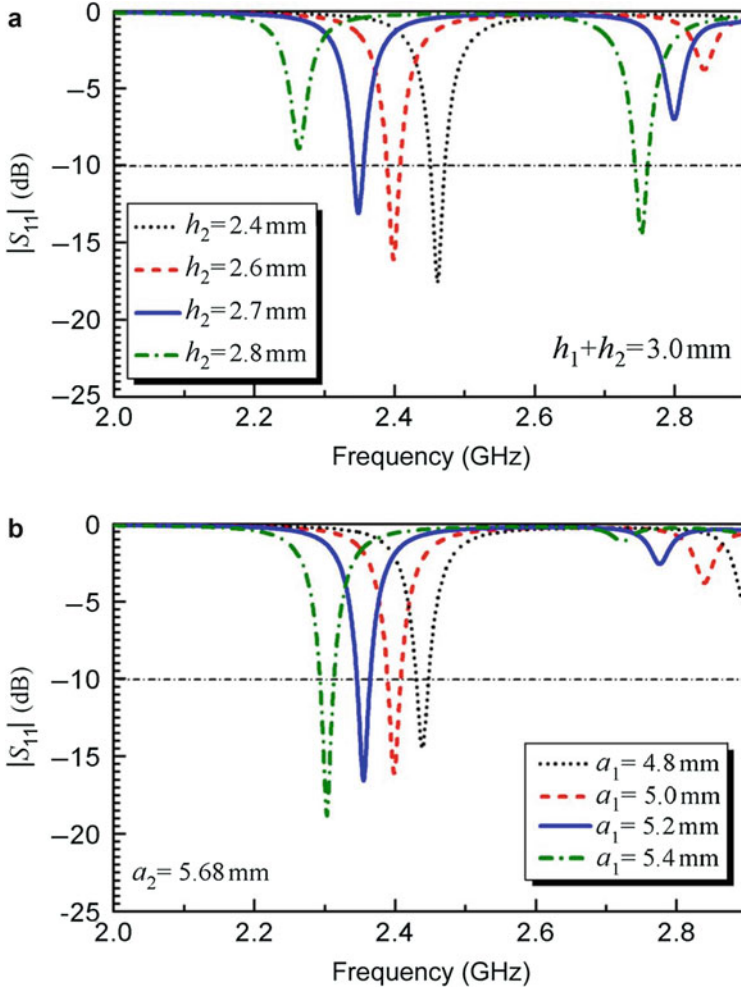 a
0
−5
−10
−15
−20
−25
|S₁₁| (dB)
h₂=2.4 mm
h₂=2.6 mm
h₂=2.7 mm
h₂=2.8 mm
h₁+h₂=3.0 mm
2.0 2.2 2.4 2.6 2.8
Frequency (GHz)
b
0
−5
−10
−15
−20
-25
|S₁₁| (dB)
a₁= 4.8 mm
a₁= 5.0 mm
a₁= 5.2 mm
a₁= 5.4 mm
a₂= 5.68 mm
2.0 2.2 2.4 2.6 2.8
Frequency (GHz)